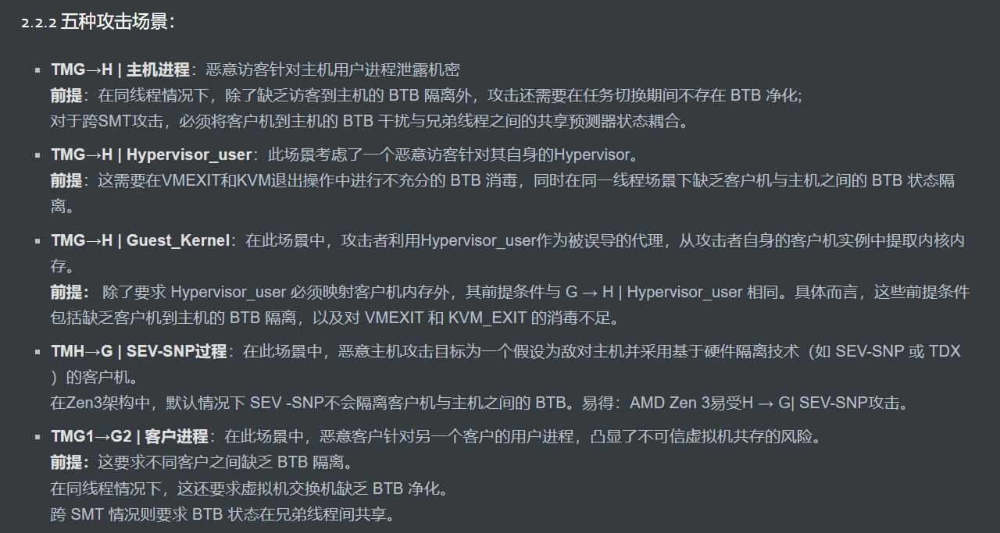 2.2.2 五种攻击场景：
TMG→H | 主机进程：恶意访客针对主机用户进程泄露机密
前提：在同线程情况下，除了缺乏访客到主机的 BTB 隔离外，攻击还需要在任务切换期间不存在 BTB 净化;
对于跨SMT攻击，必须将客户机到主机的 BTB 干扰与兄弟线程之间的共享预测器状态耦合。
TMG→H | Hypervisor_user：此场景考虑了一个恶意访客针对其自身的Hypervisor。
前提：这需要在VMEXIT和KVM退出操作中进行不充分的 BTB 消毒，同时在同一线程场景下缺乏客户机与主机之间的 BTB 状态隔
离。
TMG→H | Guest_Kernel：在此场景中，攻击者利用Hypervisor_user作为被误导的代理，从攻击者自身的客户机实例中提取内核内
存。
前提： 除了要求 Hypervisor_user 必须映射客户机内存外，其前提条件与 G → H | Hypervisor_user 相同。具体而言，这些前提条件
包括缺乏客户机到主机的 BTB 隔离，以及对 VMEXIT 和 KVM_EXIT 的消毒不足。
TMH→G | SEV-SNP过程：在此场景中，恶意主机攻击目标为一个假设为敌对主机并采用基于硬件隔离技术（如 SEV-SNP 或 TDX
）的客户机。
在Zen3架构中，默认情况下 SEV -SNP不会隔离客户机与主机之间的 BTB。易得：AMD Zen 3易受H → G| SEV-SNP攻击。
TMG1→G2 | 客户进程：在此场景中，恶意客户针对另一个客户的用户进程，凸显了不可信虚拟机共存的风险。
前提：这要求不同客户之间缺乏 BTB 隔离。
在同线程情况下，这还要求虚拟机交换机缺乏 BTB 净化。
跨 SMT 情况则要求 BTB 状态在兄弟线程间共享。